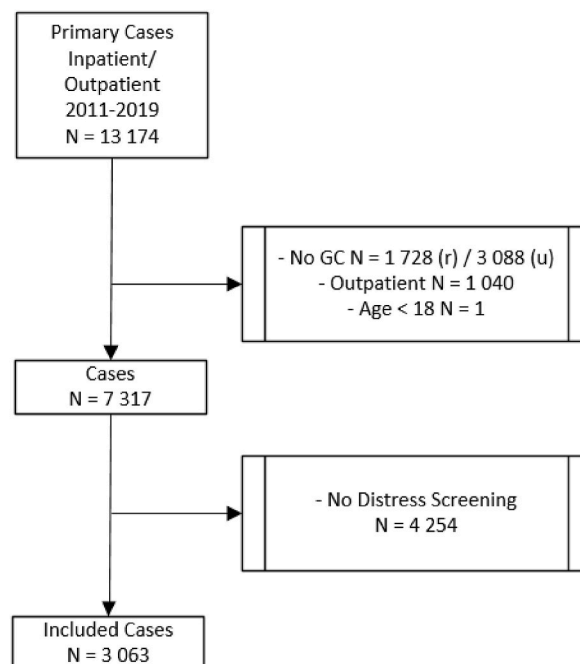 Primary Cases
Inpatient/
Outpatient
2011-2019
N = 13 174
- No GC N = 1 728 (r) / 3 088 (u)
- Outpatient N = 1 040
- Age < 18 N = 1
Cases
N = 7 317
- No Distress Screening
N = 4 254
Included Cases
N = 3 063